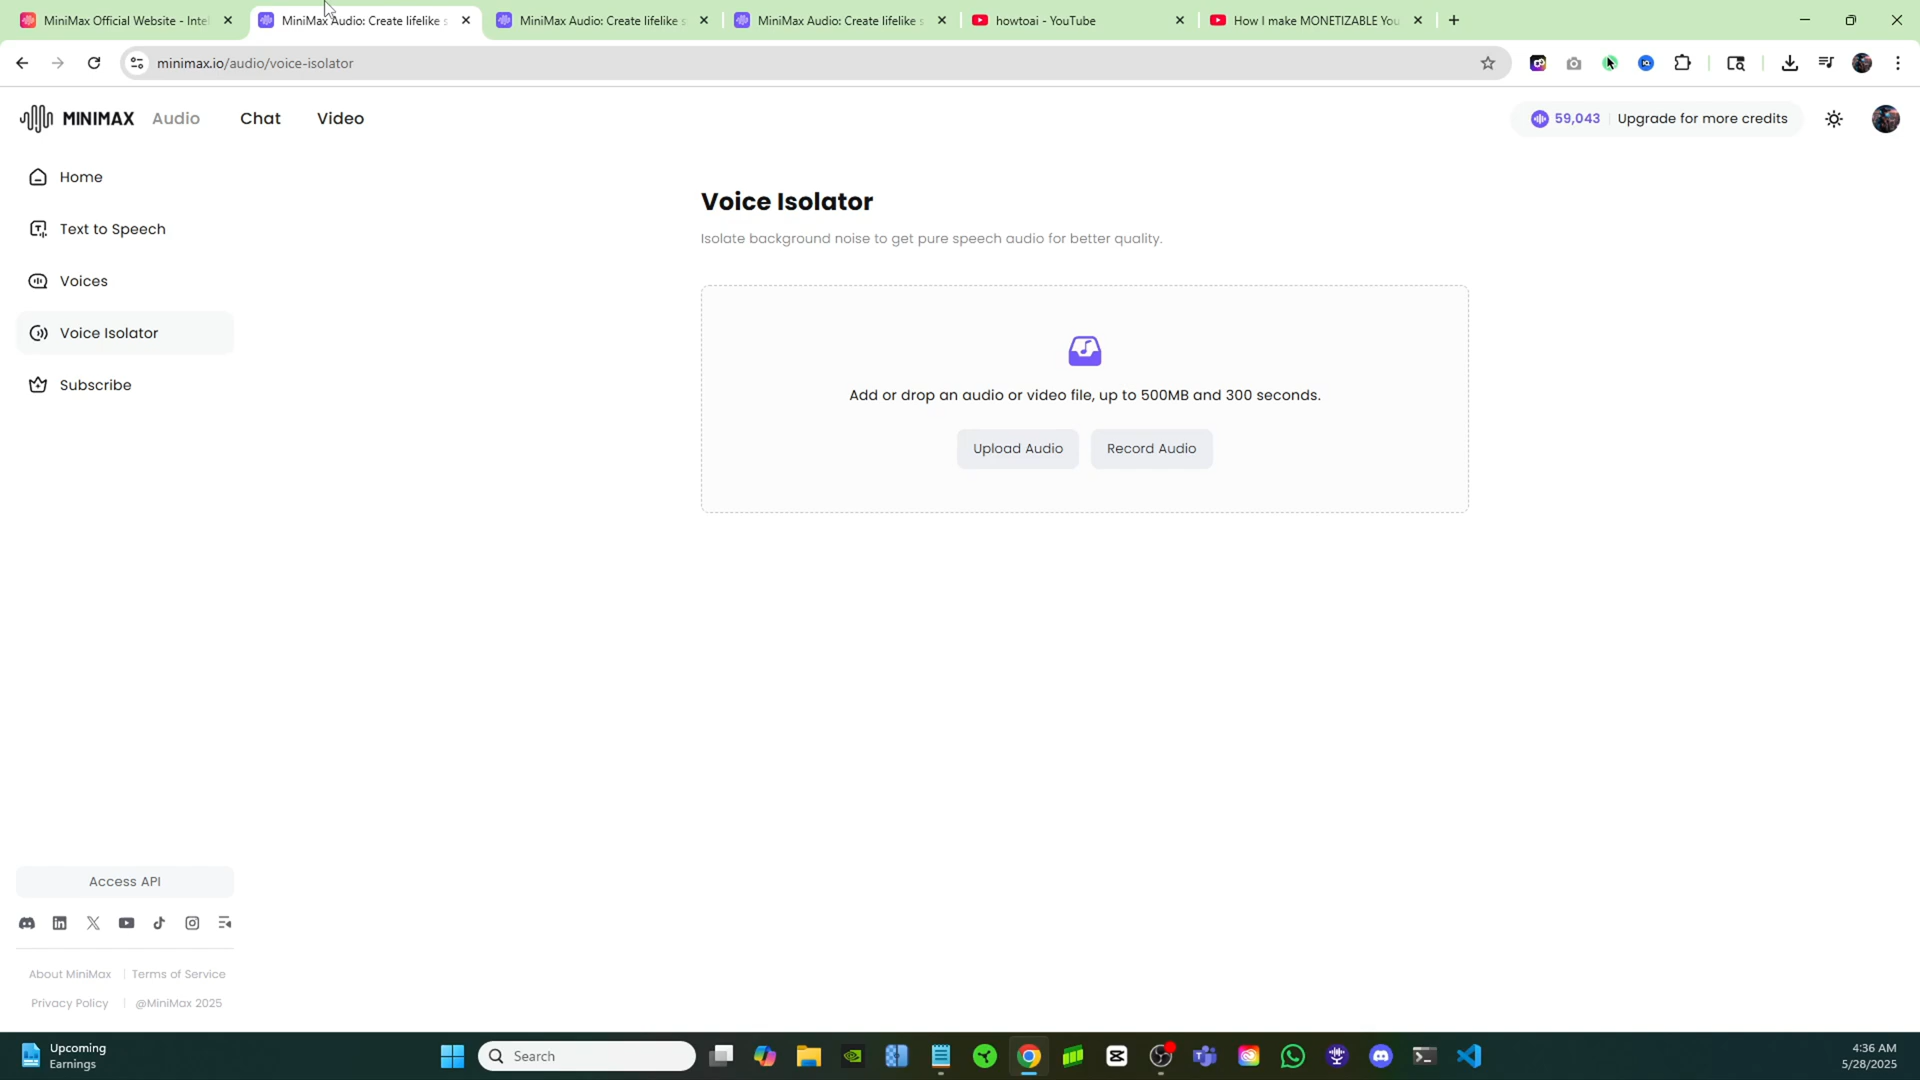 MiniMax Official Website - Intel
MiniMax Audio: Create lifelike s
MiniMax Audio: Create lifelike s
MiniMax Audio: Create lifelike s
howtoai - YouTube
How I make MONETIZABLE You
minimax.io/audio/voice-isolator
MINIMAX Audio Chat Video
59,043 Upgrade for more credits
Home
Text to Speech
Voices
Voice Isolator
Subscribe
Voice Isolator
Isolate background noise to get pure speech audio for better quality.
Add or drop an audio or video file, up to 500MB and 300 seconds.
Upload Audio Record Audio
Access API
About MiniMax Terms of Service
Privacy Policy @MiniMax 2025
Upcoming
Earnings
Search
4:36 AM
5/28/2025